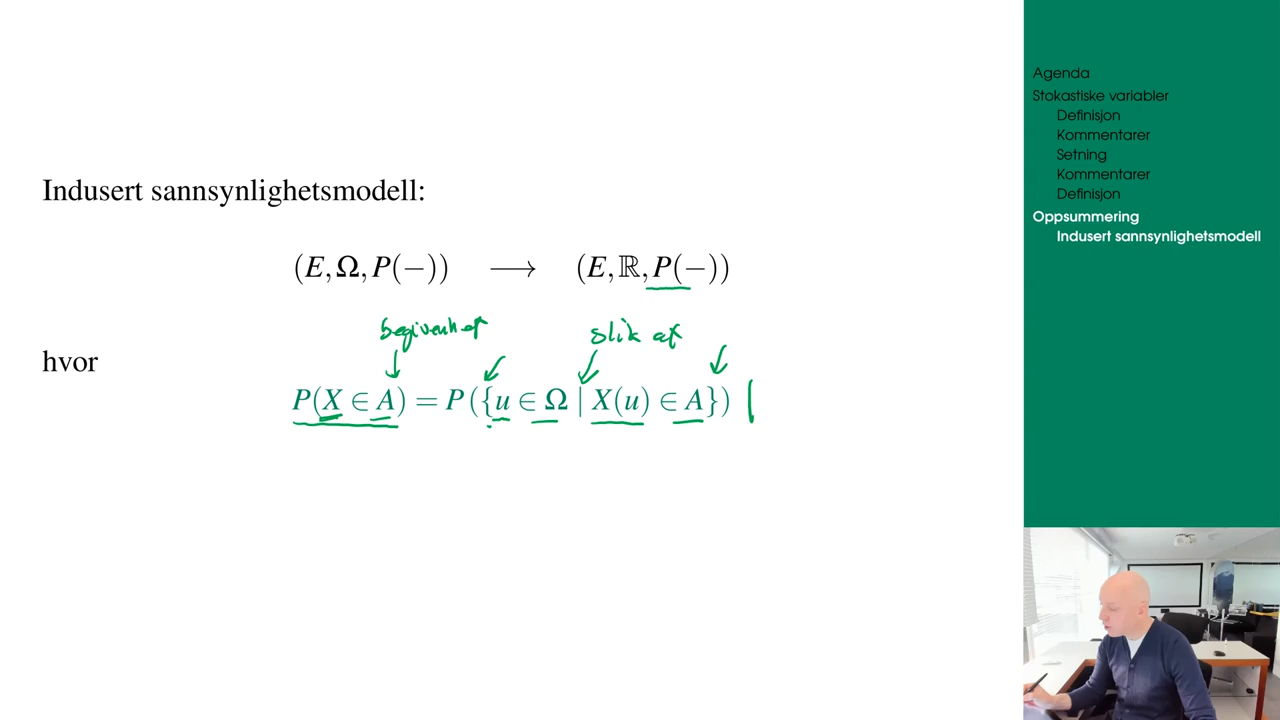 Indusert sannsynlighetsmodell:
(E, Ω, P(−)) ⟶ (E, ℝ, P(−))
begivenhet slik at
hvor
P(X ∈ A) = P({u ∈ Ω | X(u) ∈ A})
Agenda
Stokastiske variabler
Definisjon
Kommentarer
Setning
Kommentarer
Definisjon
Oppsummering
Indusert sannsynlighetsmodell